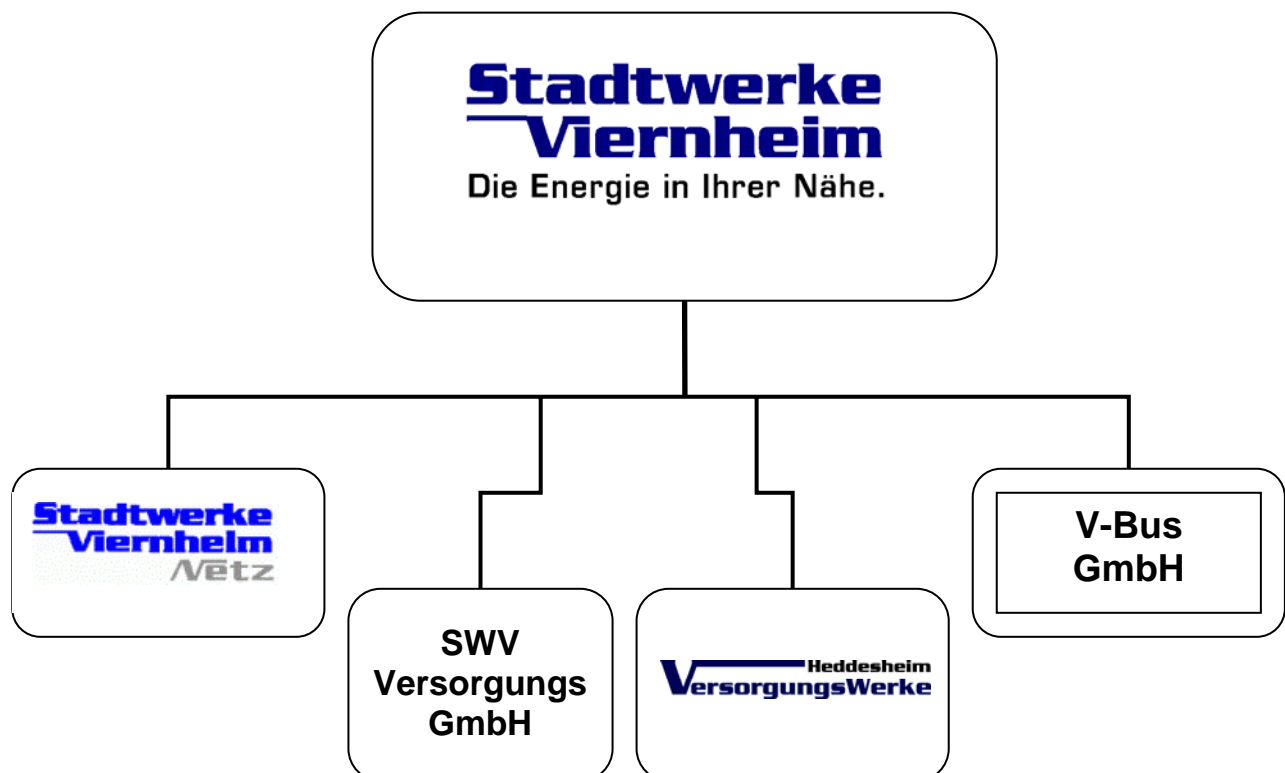 Stadtwerke
Viernheim
Die Energie in Ihrer Nähe.
Stadtwerke
Viernheim
Netz
V-Bus
GmbH
SWV
Versorgungs
GmbH
Heddesheim
VersorgungsWerke